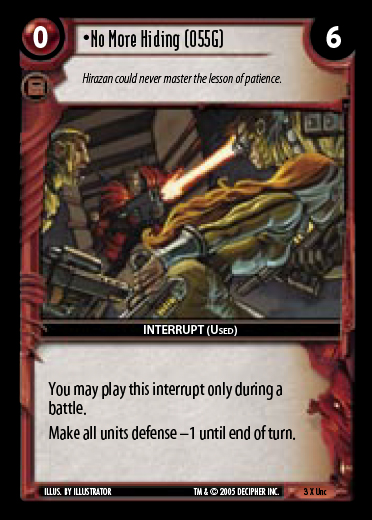 0
•No More Hiding (055G)
6
Hirazan could never master the lesson of patience.
INTERRUPT (USED)
You may play this interrupt only during a
battle.
Make all units defense –1 until end of turn.
ILLUS. BY ILLUSTRATOR
TM & © 2005 DECIPHER INC.
3 X Unc